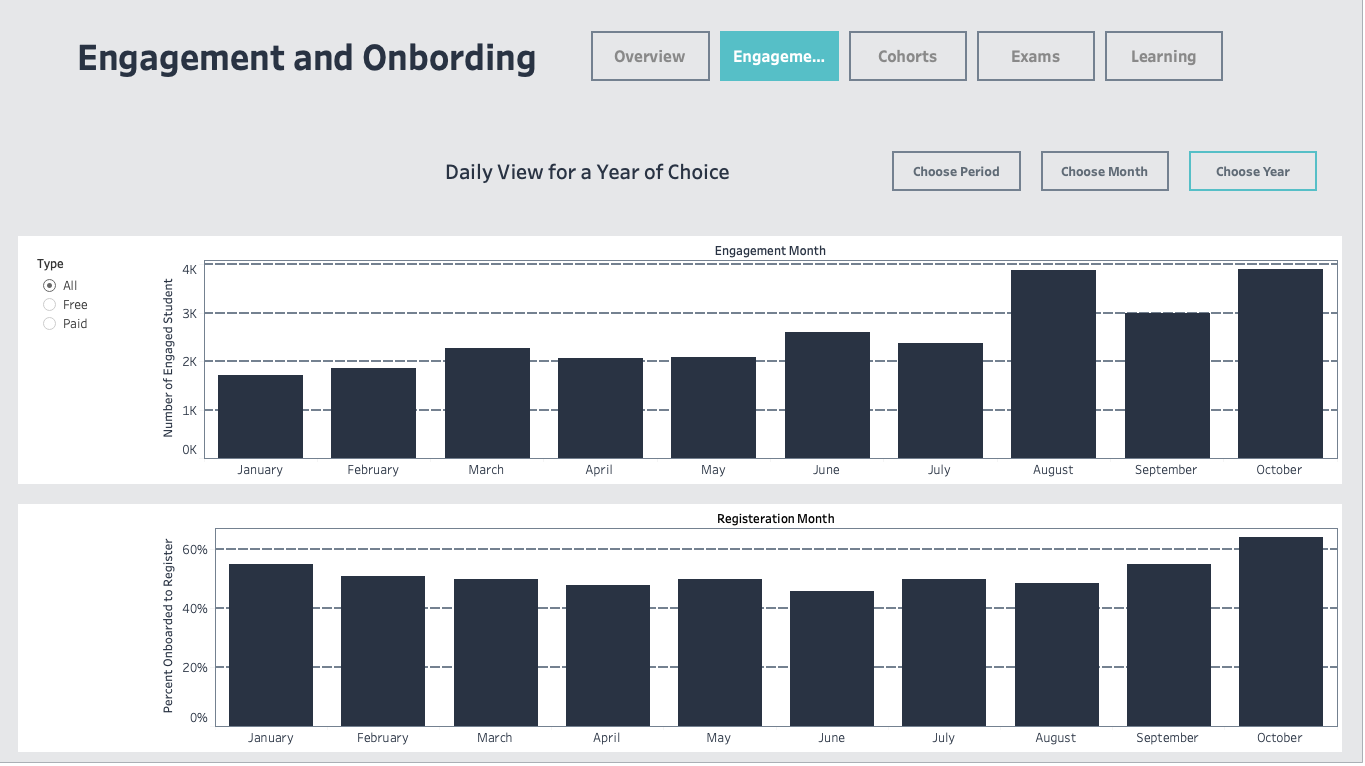 Engagement and Onbording
Overview
Engageme...
Cohorts
Exams
Learning
Daily View for a Year of Choice
Choose Period
Choose Month
Choose Year
Type
All
Free
Paid
Engagement Month
Number of Engaged Student
4K
3K
2K
1K
0K
January February March April May June July August September October
Registeration Month
Percent Onboarded to Register
60%
40%
20%
0%
January February March April May June July August September October